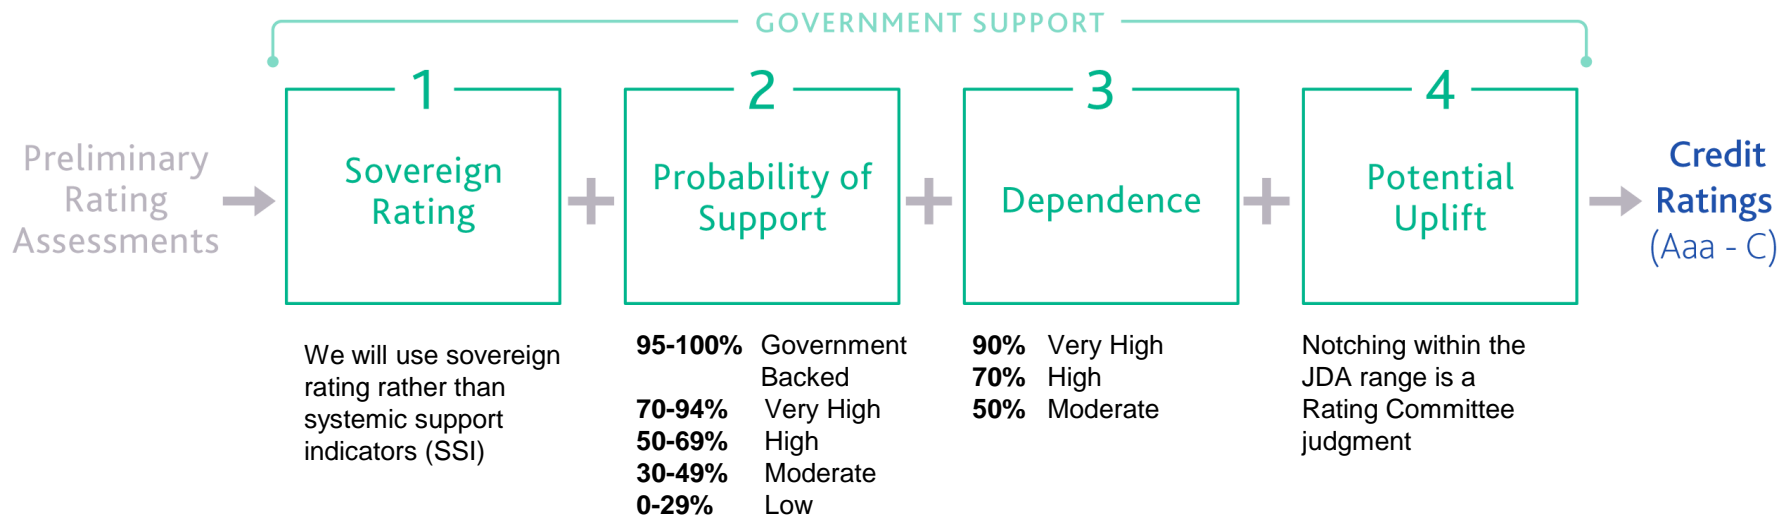 GOVERNMENT SUPPORT
Preliminary
Rating
Assessments
1
Sovereign
Rating
We will use sovereign
rating rather than
systemic support
indicators (SSI)
+
2
Probability of
Support
95-100% Government
Backed
70-94% Very High
50-69% High
30-49% Moderate
0-29% Low
+
3
Dependence
90% Very High
70% High
50% Moderate
+
4
Potential
Uplift
Notching within the
JDA range is a
Rating Committee
judgment
Credit
Ratings
(Aaa - C)